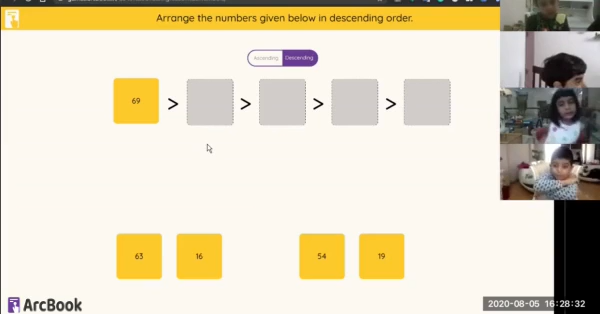 Arrange the numbers given below in descending order.
Ascending Descending
69 > > > >
63 16 54 19
ArcBook
2020-08-05 16:28:32